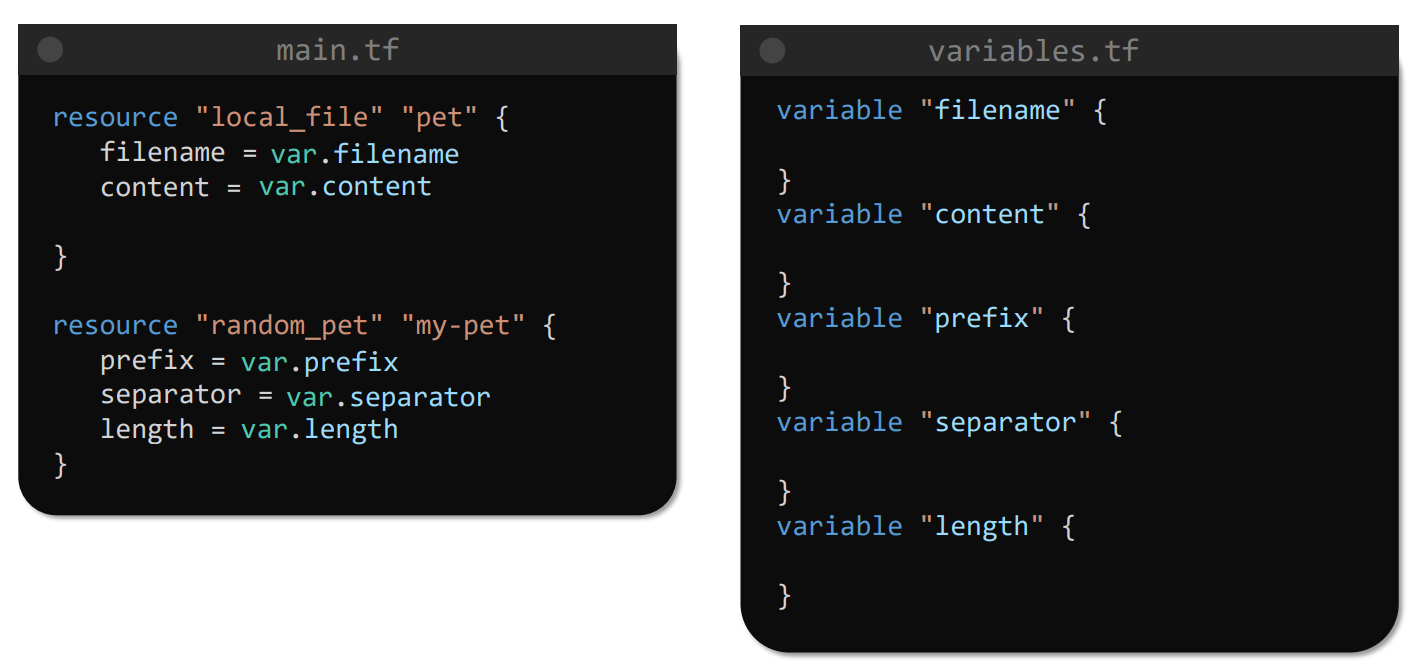 main.tf
resource "local_file" "pet" {
filename = var.filename
content = var.content
}
resource "random_pet" "my-pet" {
prefix = var.prefix
separator = var.separator
length = var.length
}
variables.tf
variable "filename" {
}
variable "content" {
}
variable "prefix" {
}
variable "separator" {
}
variable "length" {
}